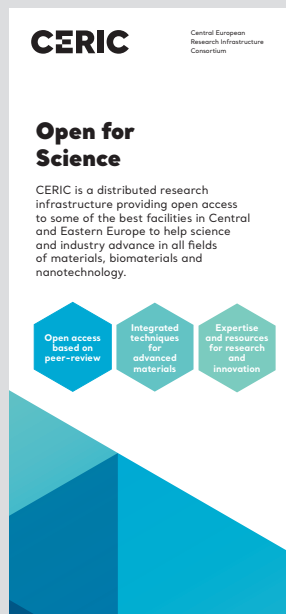 CERIC
Central European
Research Infrastructure
Consortium
Open for
Science
CERIC is a distributed research
infrastructure providing open access
to some of the best facilities in Central
and Eastern Europe to help science
and industry advance in all fields
of materials, biomaterials and
nanotechnology.
Open access
based on
peer-review
Integrated
techniques
for
advanced
materials
Expertise
and resources
for research
and
innovation